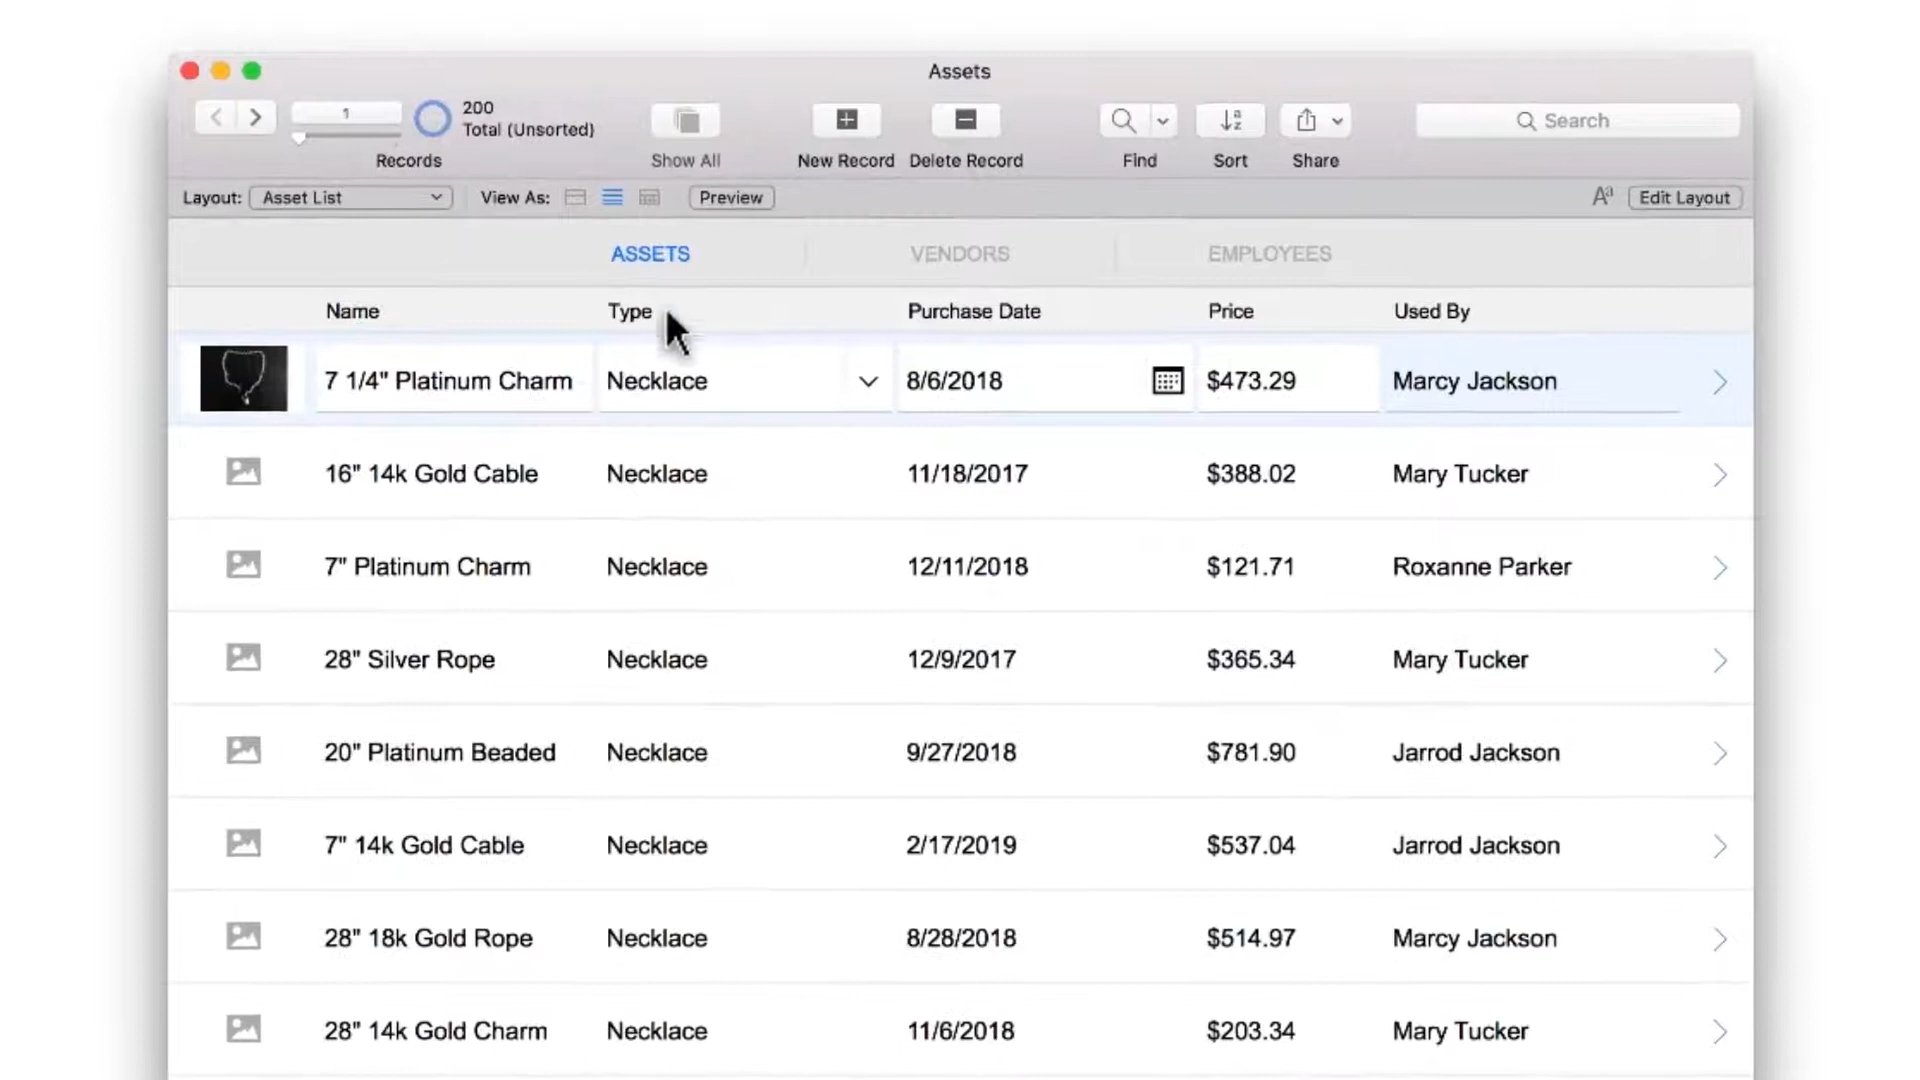 Assets
1
200
Total (Unsorted)
Records
Show All
New Record
Delete Record
Find
Sort
Share
Search
Layout: Asset List View As: Preview Aa Edit Layout
ASSETS VENDORS EMPLOYEES
Name Type Purchase Date Price Used By
7 1/4" Platinum Charm Necklace 8/6/2018 $473.29 Marcy Jackson
16" 14k Gold Cable Necklace 11/18/2017 $388.02 Mary Tucker
7" Platinum Charm Necklace 12/11/2018 $121.71 Roxanne Parker
28" Silver Rope Necklace 12/9/2017 $365.34 Mary Tucker
20" Platinum Beaded Necklace 9/27/2018 $781.90 Jarrod Jackson
7" 14k Gold Cable Necklace 2/17/2019 $537.04 Jarrod Jackson
28" 18k Gold Rope Necklace 8/28/2018 $514.97 Marcy Jackson
28" 14k Gold Charm Necklace 11/6/2018 $203.34 Mary Tucker